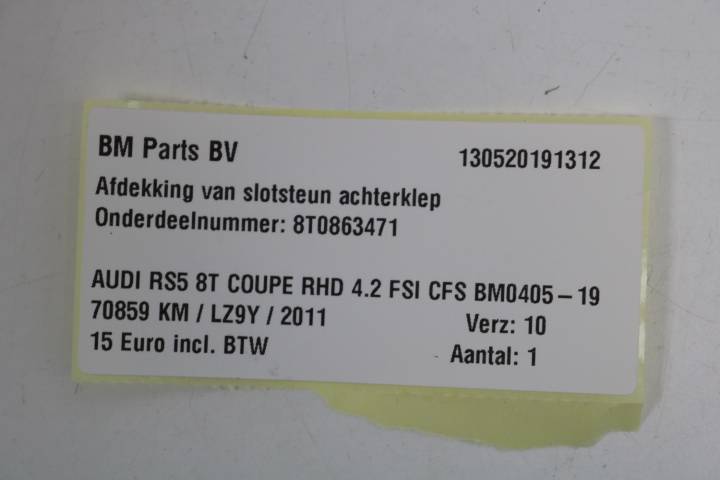 BM Parts BV 130520191312
Afdekking van slotsteun achterklep
Onderdeelnummer: 8T0863471
AUDI RS5 8T COUPE RHD 4.2 FSI CFS BM0405-19
70859 KM / LZ9Y / 2011 Verz: 10
15 Euro incl. BTW Aantal: 1